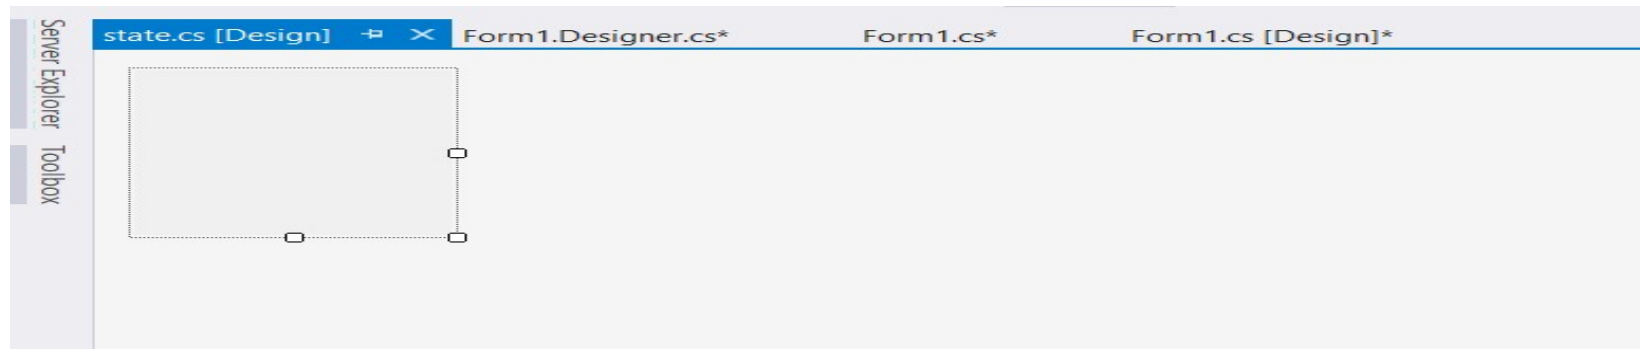 Server Explorer
Toolbox
state.cs [Design]
Form1.Designer.cs*
Form1.cs*
Form1.cs [Design]*